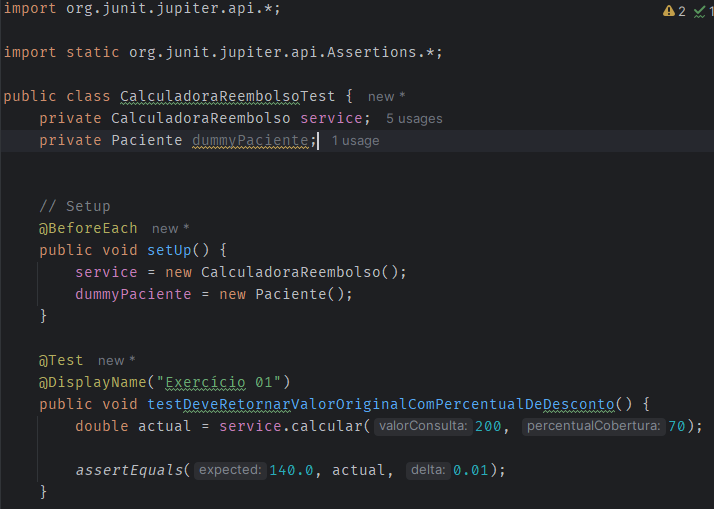 import org.junit.jupiter.api.*;
2 1
import static org.junit.jupiter.api.Assertions.*;
public class CalculadoraReembolsoTest { new *
private CalculadoraReembolso service; 5 usages
private Paciente dummyPaciente; 1 usage
// Setup
@BeforeEach new *
public void setUp() {
service = new CalculadoraReembolso();
dummyPaciente = new Paciente();
}
@Test new *
@DisplayName("Exercício 01")
public void testDeveRetornarValorOriginalComPercentualDeDesconto() {
double actual = service.calcular( valorConsulta: 200, percentualCobertura: 70);
assertEquals( expected: 140.0, actual, delta: 0.01);
}